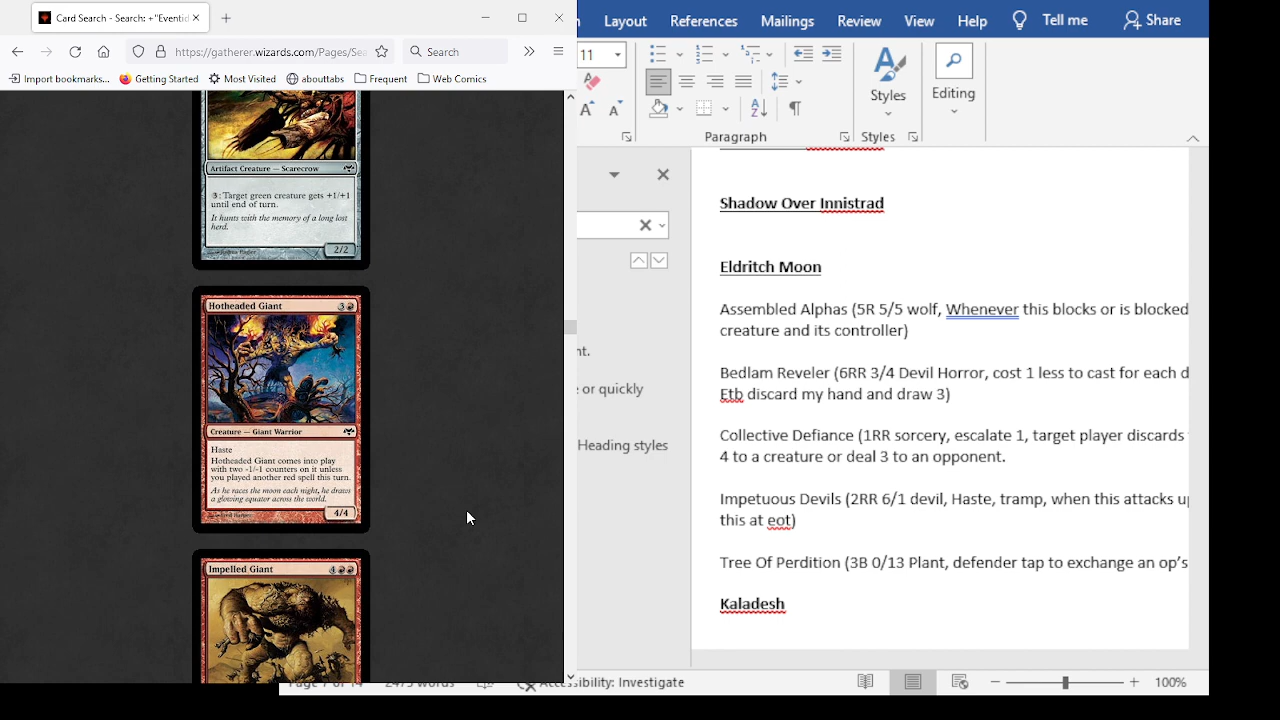 Card Search - Search: +"Eventid
https://gatherer.wizards.com/Pages/Sea
Search
Import bookmarks...
Getting Started
Most Visited
abouttabs
Frequent
Web Comics
Artifact Creature — Scarecrow
3: Target green creature gets +1/+1
until end of turn.
It hunts with the memory of a long lost
herd.
2/2
Hotheaded Giant 3
Creature — Giant Warrior
Haste
Hotheaded Giant comes into play
with two -1/-1 counters on it unless
you played another red spell this turn.
As he races the moon each night, he draws
a glowing equator across the world.
4/4
Impelled Giant 4
Layout
References
Mailings
Review
View
Help
Tell me
Share
11
Paragraph
Styles
Styles
Editing
nt.
e or quickly
Heading styles
Shadow Over Innistrad
Eldritch Moon
Assembled Alphas (5R 5/5 wolf, Whenever this blocks or is blocked
creature and its controller)
Bedlam Reveler (6RR 3/4 Devil Horror, cost 1 less to cast for each d
Etb discard my hand and draw 3)
Collective Defiance (1RR sorcery, escalate 1, target player discards
4 to a creature or deal 3 to an opponent.
Impetuous Devils (2RR 6/1 devil, Haste, tramp, when this attacks up
this at eot)
Tree Of Perdition (3B 0/13 Plant, defender tap to exchange an op's
Kaladesh
Page 7 of 14
2475 words
Accessibility: Investigate
100%